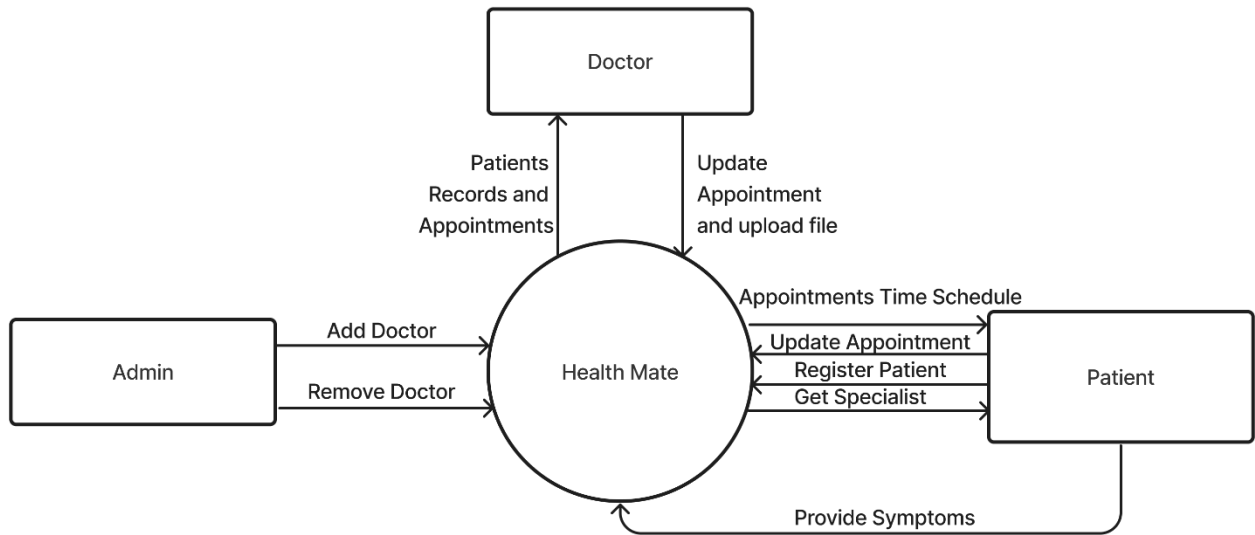 Doctor
Patients
Records and
Appointments
Update
Appointment
and upload file
Admin
Add Doctor
Remove Doctor
Health Mate
Appointments Time Schedule
Update Appointment
Register Patient
Get Specialist
Patient
Provide Symptoms